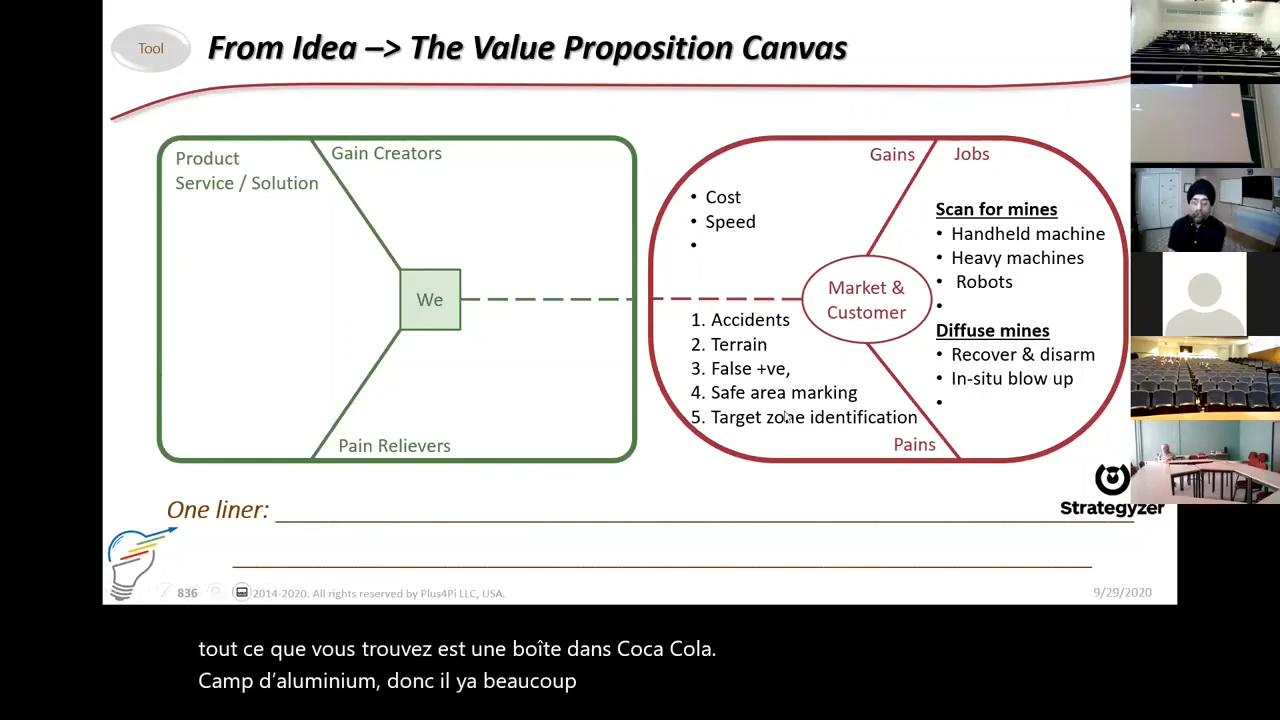 Tool
From Idea –> The Value Proposition Canvas
Product
Service / Solution
Gain Creators
We
Pain Relievers
Gains
Jobs
• Cost
• Speed
•
Market &
Customer
Scan for mines
• Handheld machine
• Heavy machines
• Robots
•
Diffuse mines
• Recover & disarm
• In-situ blow up
•
1. Accidents
2. Terrain
3. False +ve,
4. Safe area marking
5. Target zone identification
Pains
Strategyzer
One liner:
836
2014-2020. All rights reserved by Plus4Pi LLC, USA.
9/29/2020
tout ce que vous trouvez est une boîte dans Coca Cola.
Camp d'aluminium, donc il ya beaucoup